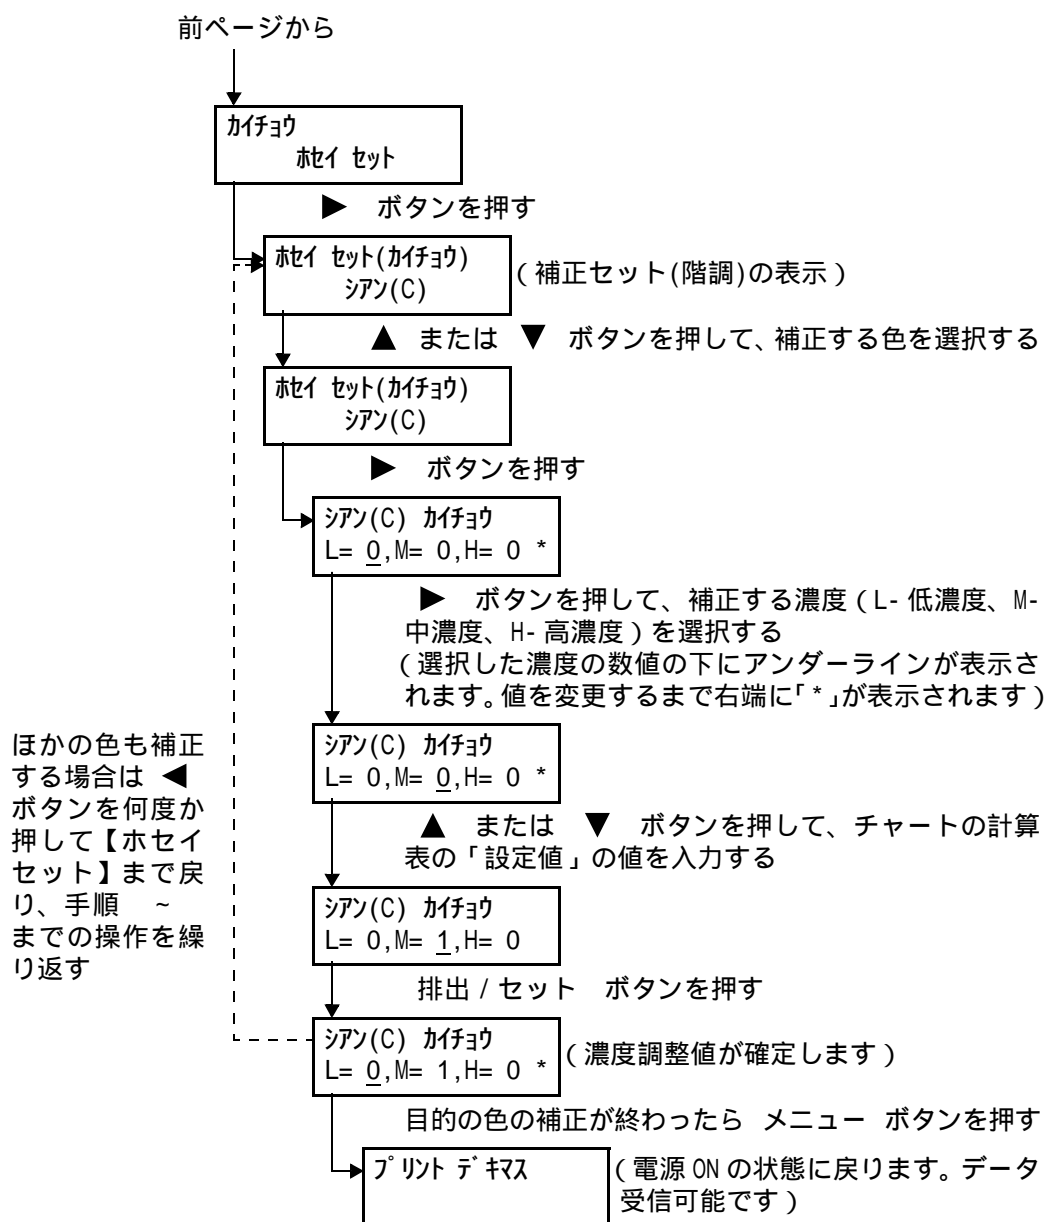 前ページから
ｶｲﾁｮｳ
ﾎｾｲ ｾｯﾄ
▶ ボタンを押す
ﾎｾｲ ｾｯﾄ(ｶｲﾁｮｳ)
ｼｱﾝ(C)
（補正セット(階調)の表示）
▲ または ▼ ボタンを押して、補正する色を選択する
ﾎｾｲ ｾｯﾄ(ｶｲﾁｮｳ)
ｼｱﾝ(C)
▶ ボタンを押す
ｼｱﾝ(C) ｶｲﾁｮｳ
L= 0,M= 0,H= 0 *
▶ ボタンを押して、補正する濃度（L-低濃度、M-
中濃度、H-高濃度）を選択する
（選択した濃度の数値の下にアンダーラインが表示さ
れます。値を変更するまで右端に「*」が表示されます）
ｼｱﾝ(C) ｶｲﾁｮｳ
L= 0,M= 0,H= 0 *
▲ または ▼ ボタンを押して、チャートの計算
表の「設定値」の値を入力する
ｼｱﾝ(C) ｶｲﾁｮｳ
L= 0,M= 1,H= 0
排出/セット ボタンを押す
ｼｱﾝ(C) ｶｲﾁｮｳ
L= 0,M= 1,H= 0 *
（濃度調整値が確定します）
ほかの色も補正
する場合は ◀
ボタンを何度か
押して【ホセイ
セット】まで戻
り、手順 ~
までの操作を繰
り返す
目的の色の補正が終わったら メニュー ボタンを押す
ﾌﾟﾘﾝﾄ ﾃﾞｷﾏｽ
（電源ONの状態に戻ります。データ
受信可能です）